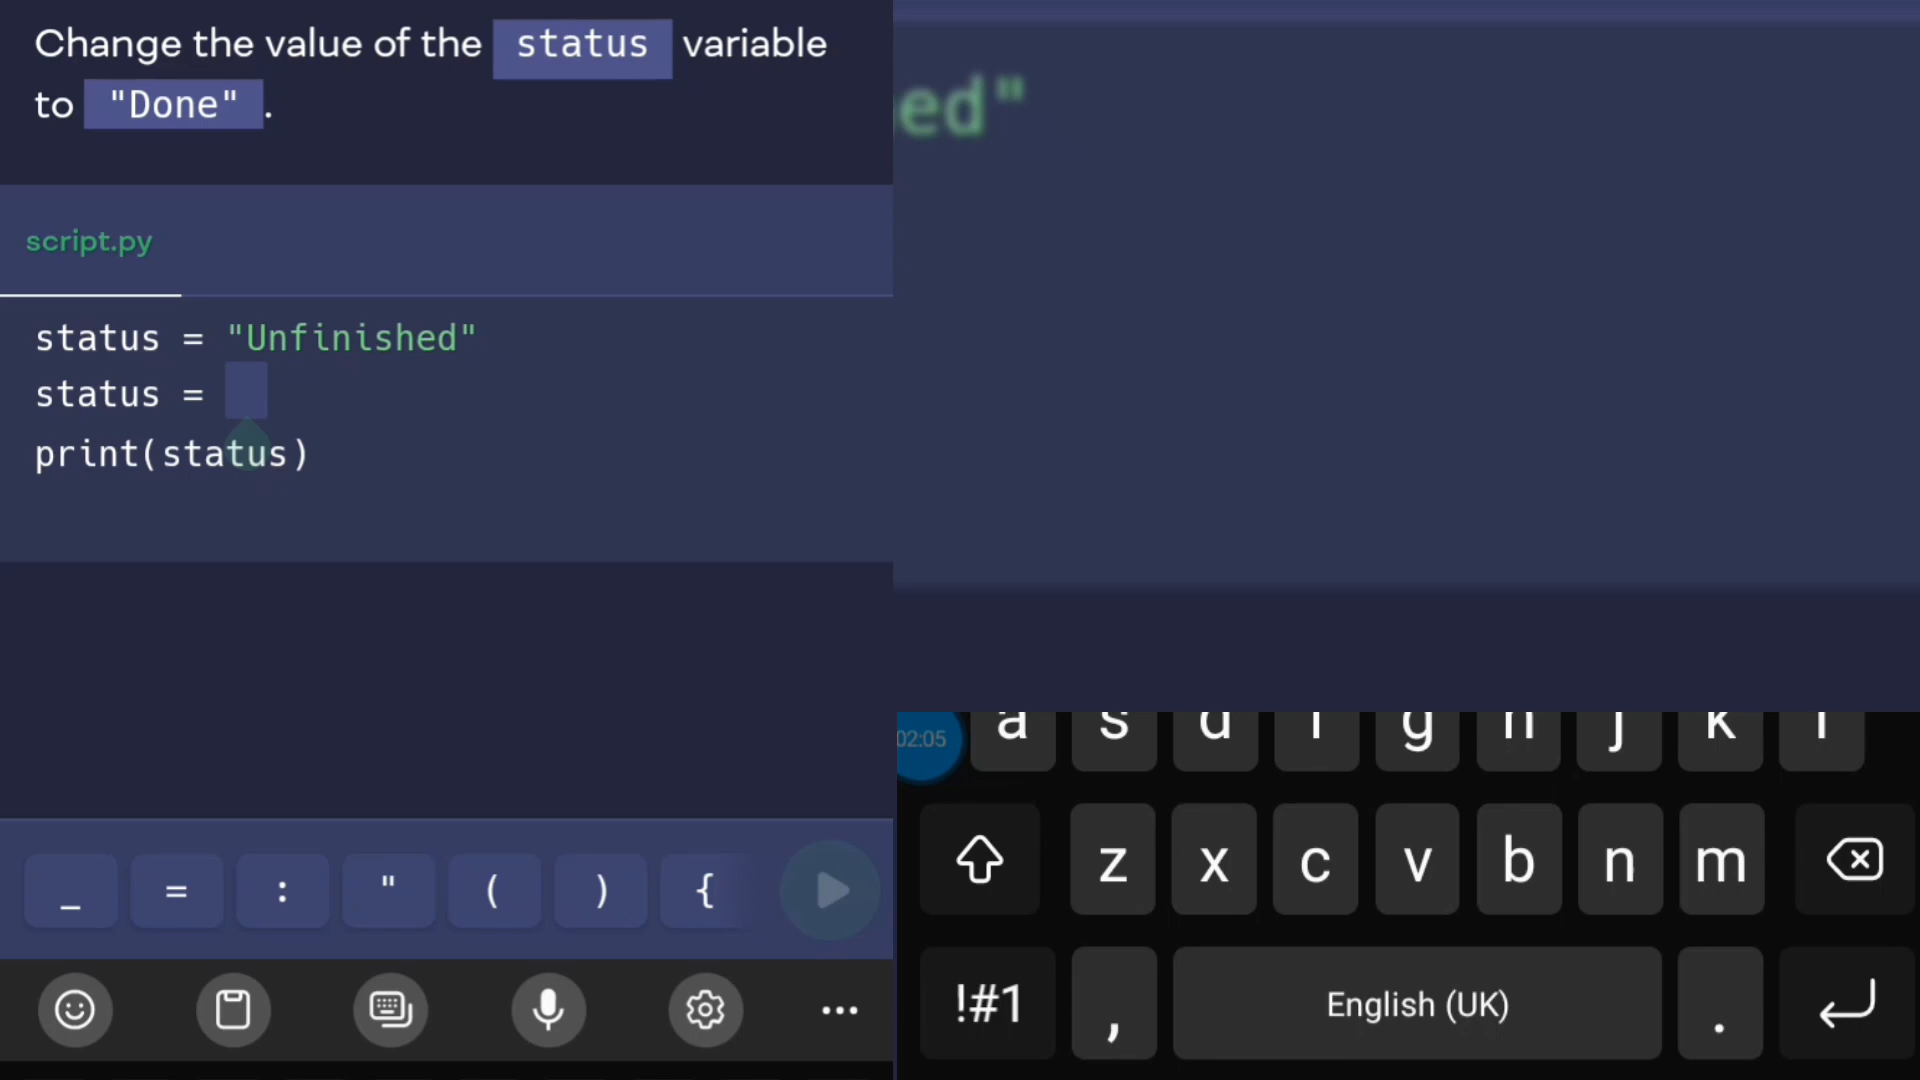 Change the value of the status variable
to "Done".
script.py
status = "Unfinished"
status =
print(status)
_ = : " ( ) {
ed"
02:05
a s d f g h j k l
z x c v b n m
!#1 , English (UK) .